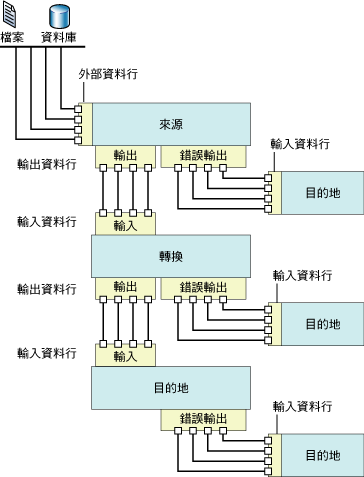 檔案
資料庫
外部資料行
來源
輸出資料行
輸出
錯誤輸出
輸入資料行
目的地
輸入資料行
輸入
轉換
輸入資料行
輸出資料行
輸出
錯誤輸出
目的地
輸入資料行
輸入
目的地
輸入資料行
錯誤輸出
目的地